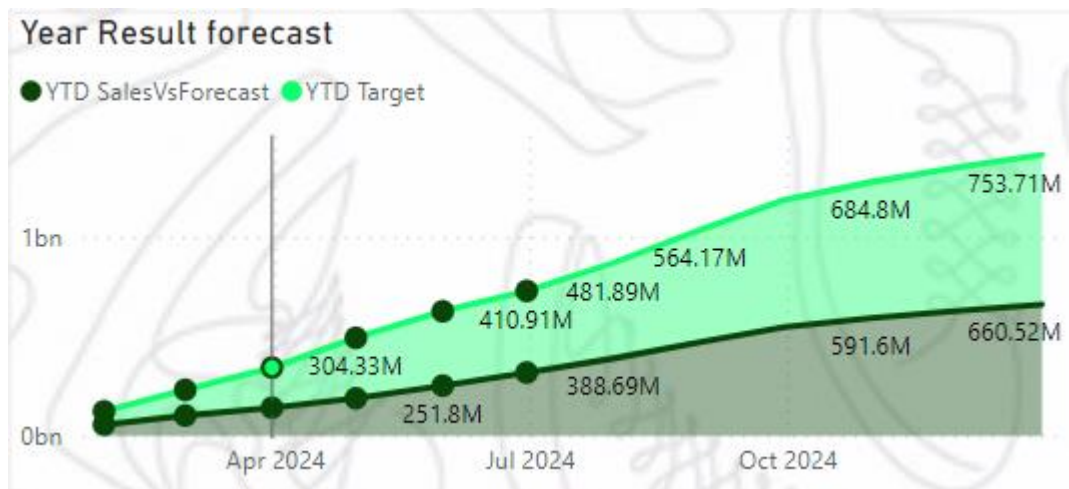 Year Result forecast
YTD SalesVsForecast YTD Target
753.71M
684.8M
1bn
564.17M
481.89M
410.91M
660.52M
591.6M
304.33M
388.69M
251.8M
0bn
Apr 2024 Jul 2024 Oct 2024